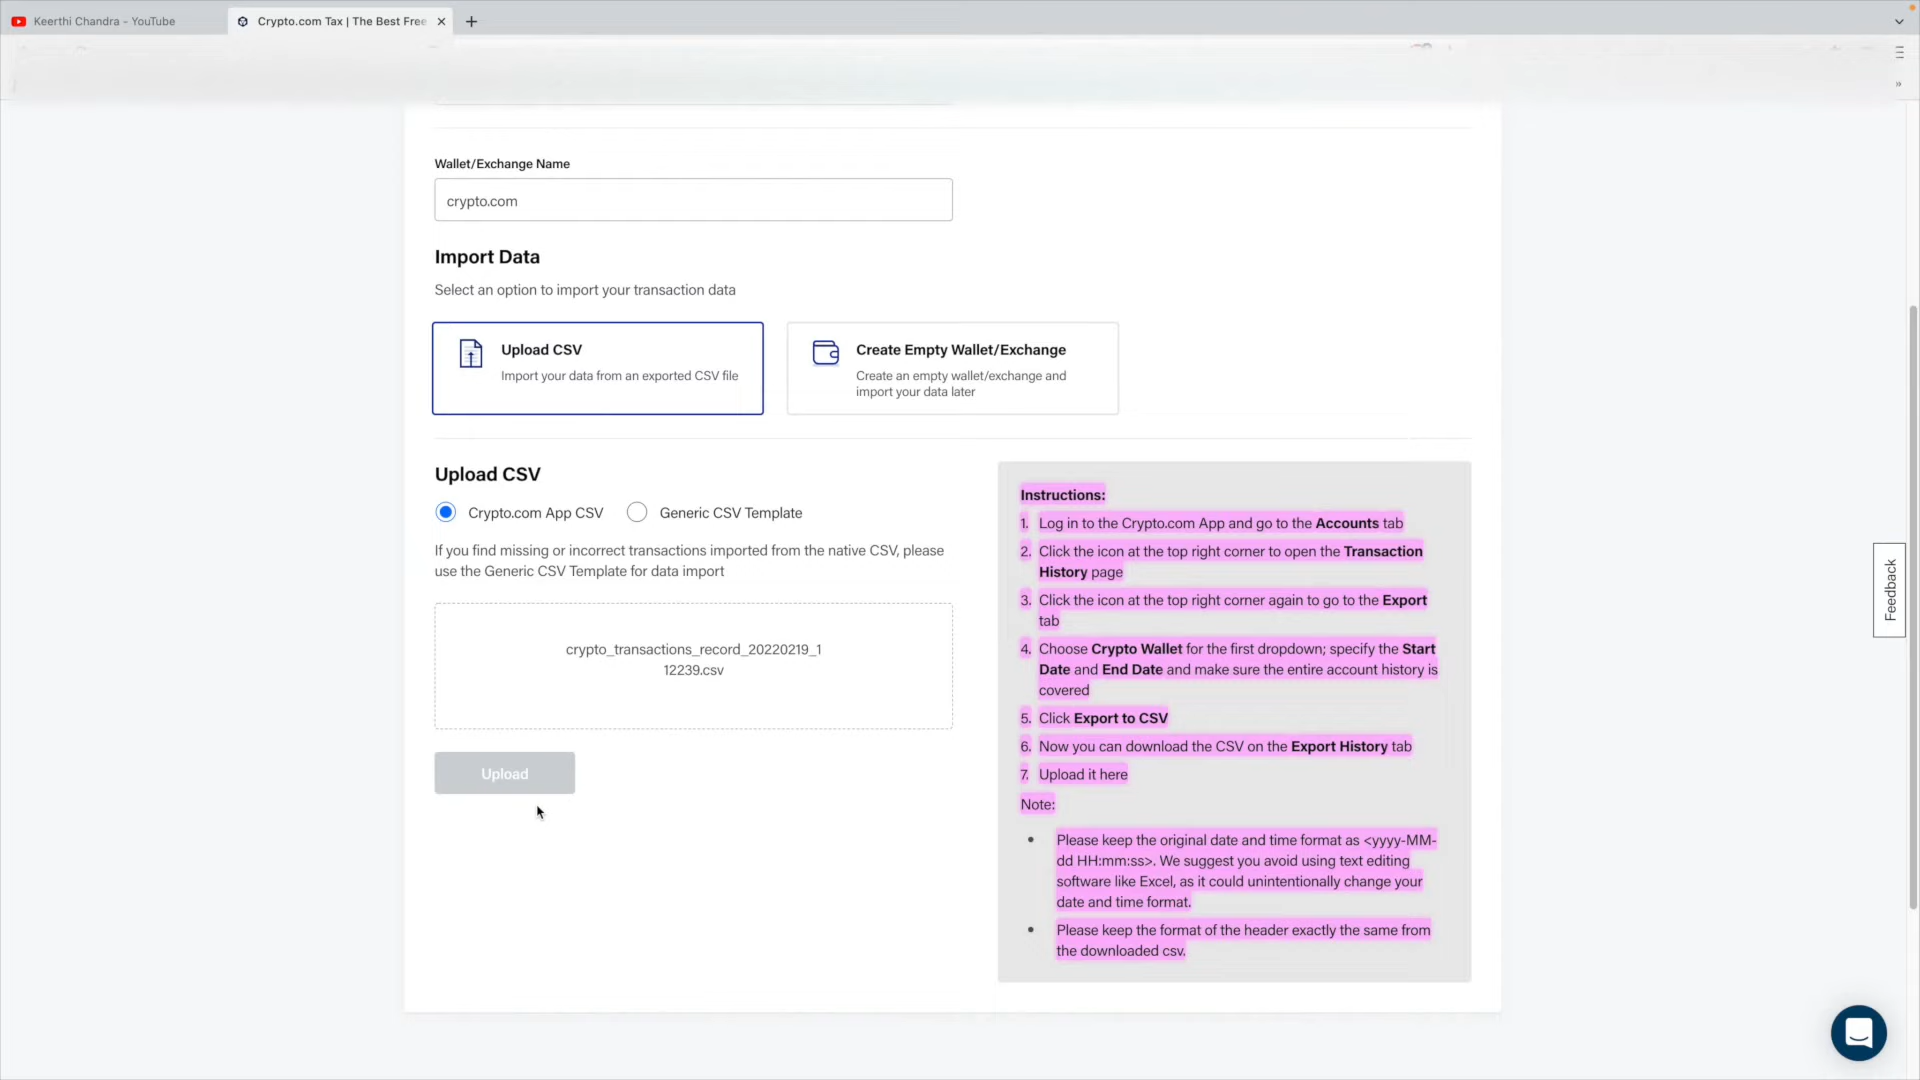 Keerthi Chandra - YouTube
Crypto.com Tax | The Best Free
Wallet/Exchange Name
crypto.com
Import Data
Select an option to import your transaction data
Upload CSV
Import your data from an exported CSV file
Create Empty Wallet/Exchange
Create an empty wallet/exchange and
import your data later
Upload CSV
Crypto.com App CSV
Generic CSV Template
If you find missing or incorrect transactions imported from the native CSV, please
use the Generic CSV Template for data import
crypto_transactions_record_20220219_1
12239.csv
Upload
Instructions:
1. Log in to the Crypto.com App and go to the Accounts tab
2. Click the icon at the top right corner to open the Transaction
History page
3. Click the icon at the top right corner again to go to the Export
tab
4. Choose Crypto Wallet for the first dropdown; specify the Start
Date and End Date and make sure the entire account history is
covered
5. Click Export to CSV
6. Now you can download the CSV on the Export History tab
7. Upload it here
Note:
• Please keep the original date and time format as <yyyy-MM-
dd HH:mm:ss>. We suggest you avoid using text editing
software like Excel, as it could unintentionally change your
date and time format.
• Please keep the format of the header exactly the same from
the downloaded csv.
Feedback